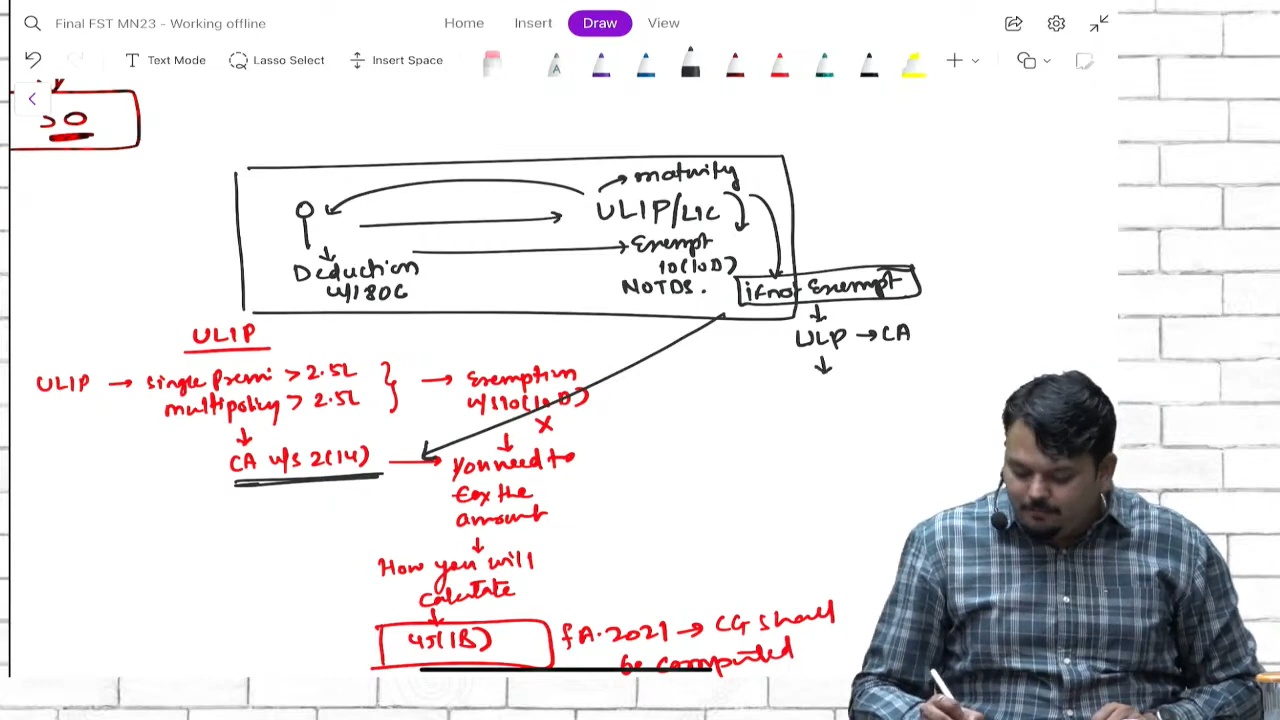 Final FST MN23 - Working offline
Home
Insert
Draw
View
Text Mode
Lasso Select
Insert Space
maturity
ULIP/LIC
Exempt
10(10D)
NO TDS.
Deduction
u/s 80C
if not Exempt
ULP → CA
ULIP
ULIP → single premi > 2.5L
multipolicy > 2.5L
→ Exemption
u/s 10(10D)
X
CA u/s 2(14) → you need to
tax the
amount
How you will
calculate
45(1B)
FA. 2021 → CG should
be computed